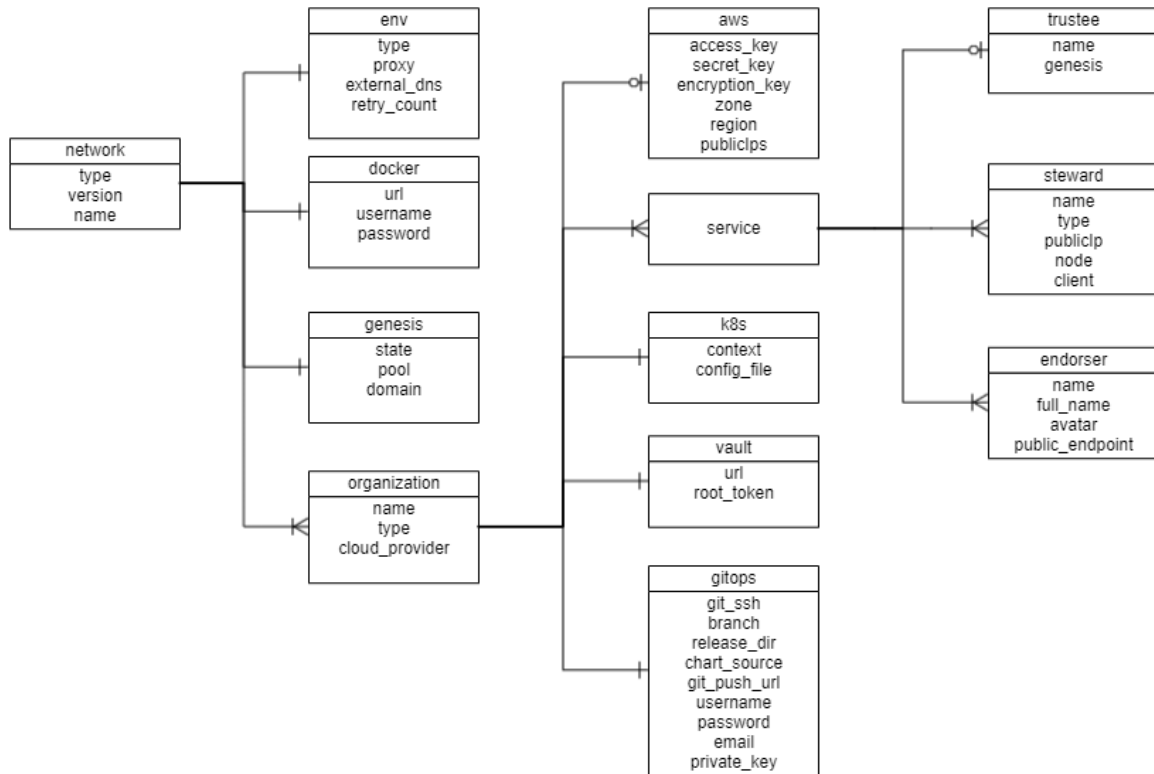 env
type
proxy
external_dns
retry_count
aws
access_key
secret_key
encryption_key
zone
region
publicIps
trustee
name
genesis
network
type
version
name
docker
url
username
password
service
steward
name
type
publicIp
node
client
genesis
state
pool
domain
k8s
context
config_file
endorser
name
full_name
avatar
public_endpoint
organization
name
type
cloud_provider
vault
url
root_token
gitops
git_ssh
branch
release_dir
chart_source
git_push_url
username
password
email
private_key